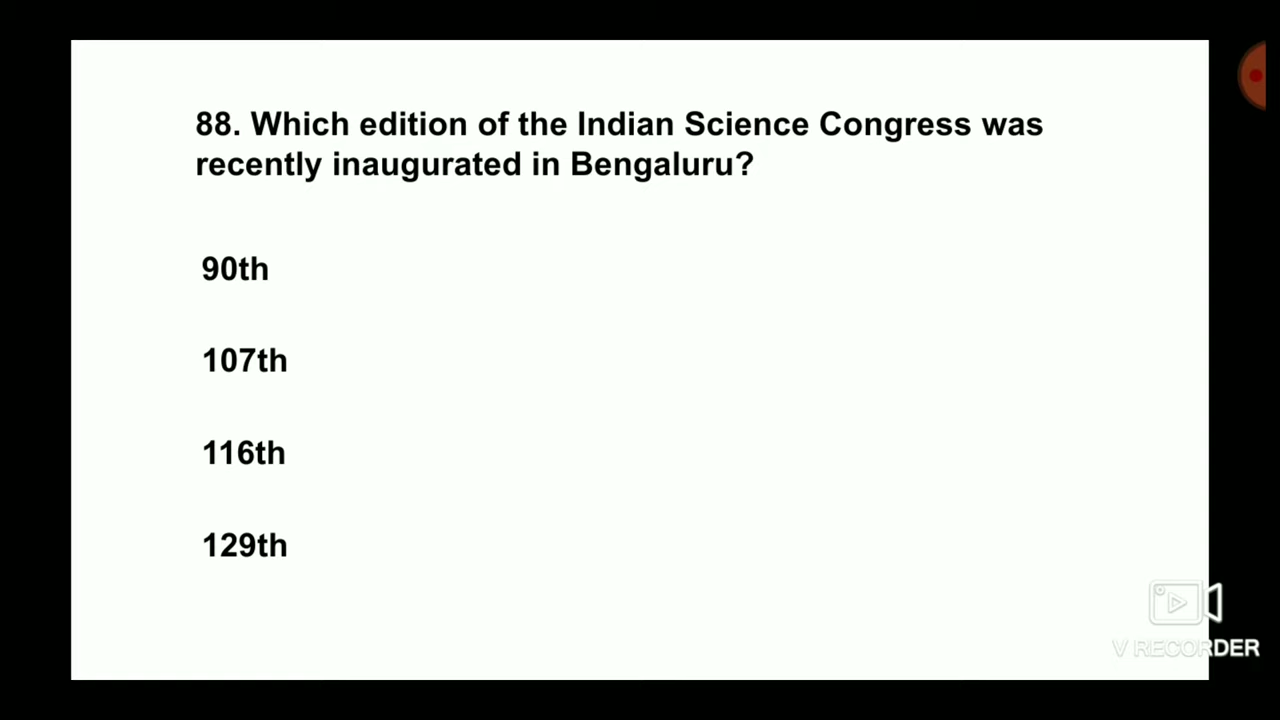 88. Which edition of the Indian Science Congress was
recently inaugurated in Bengaluru?
90th
107th
116th
129th
V RECORDER